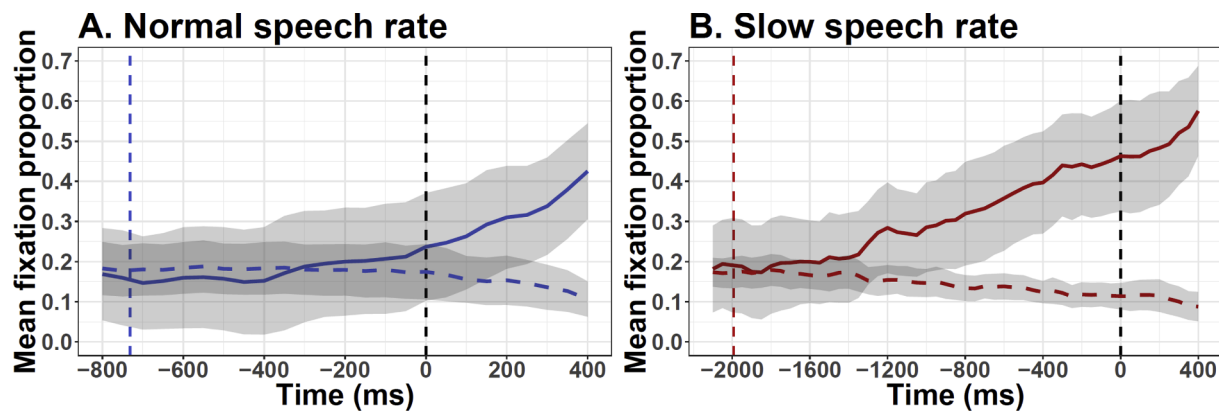 A. Normal speech rate
Mean fixation proportion
0.7
0.6
0.5
0.4
0.3
0.2
0.1
0.0
−800 −600 −400 −200 0 200 400
Time (ms)
B. Slow speech rate
Mean fixation proportion
0.7
0.6
0.5
0.4
0.3
0.2
0.1
0.0
−2000 −1600 −1200 −800 −400 0 400
Time (ms)